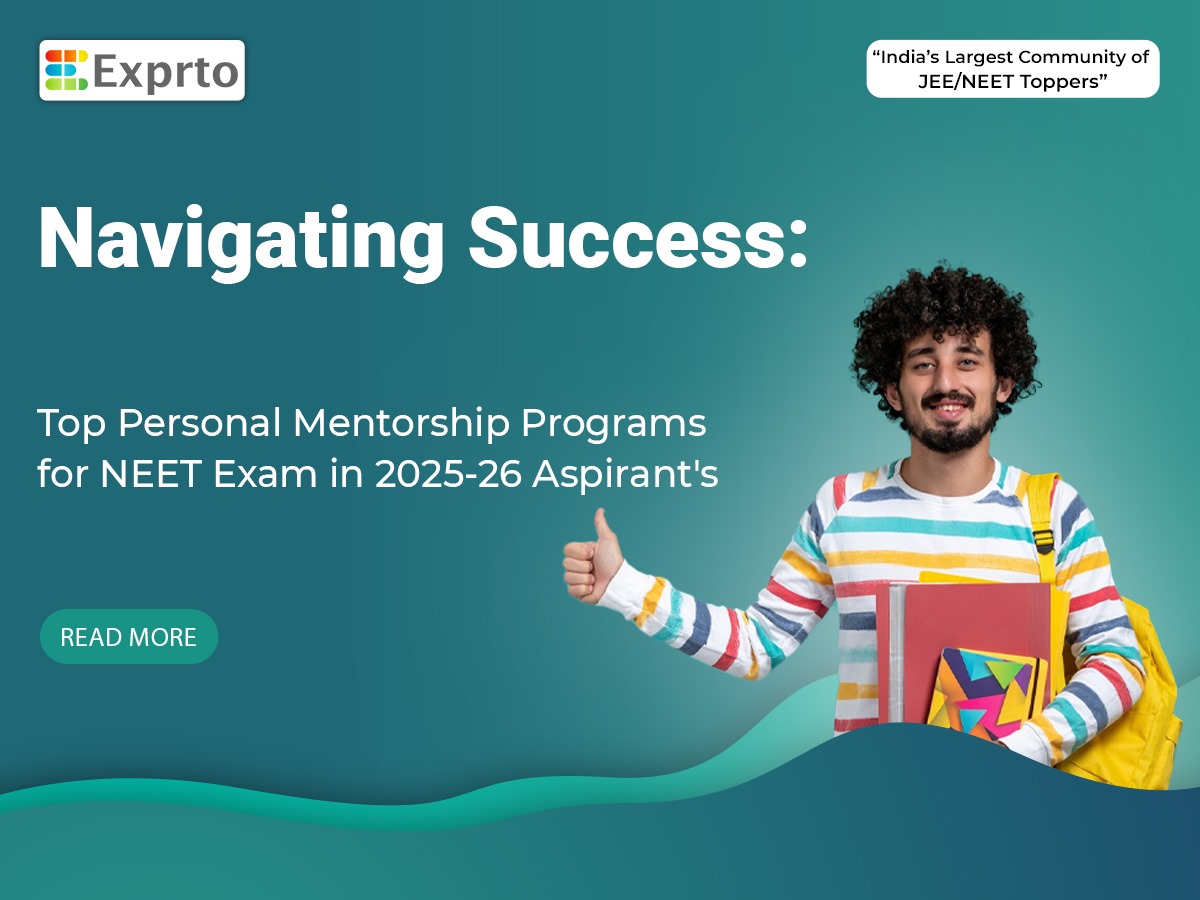 Exprto
“India’s Largest Community of
JEE/NEET Toppers”
Navigating Success:
Top Personal Mentorship Programs
for NEET Exam in 2025-26 Aspirant's
READ MORE